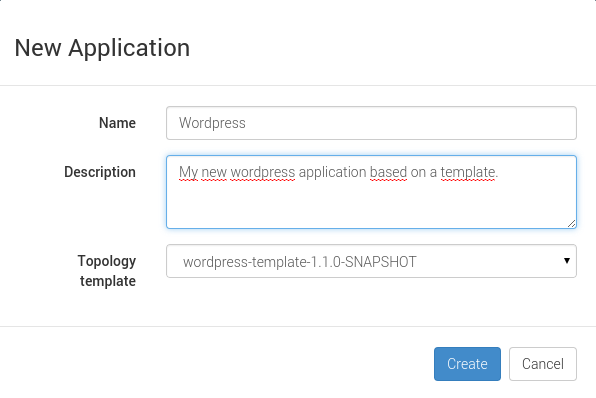 New Application
Name
Wordpress
Description
My new wordpress application based on a template.
Topology
template
wordpress-template-1.1.0-SNAPSHOT
Create
Cancel